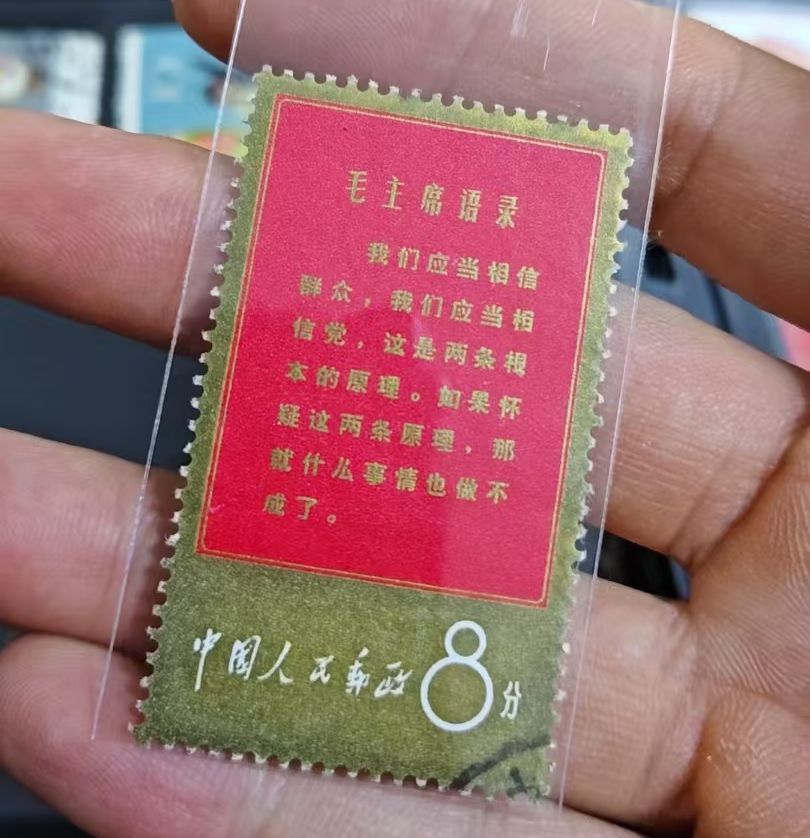 毛主席语录
我们应当相信
群众，我们应当相
信党，这是两条根
本的原理。如果怀
疑这两条原理，那
就什么事情也做不
成了。
中国人民邮政8分